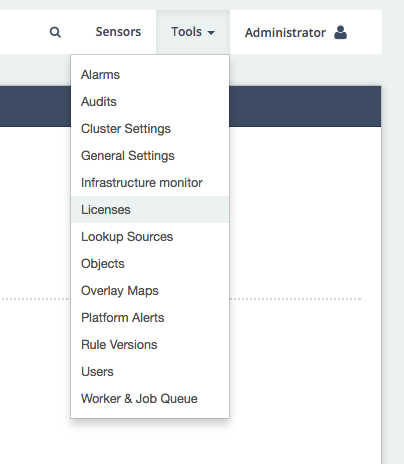 Sensors Tools Administrator
Alarms
Audits
Cluster Settings
General Settings
Infrastructure monitor
Licenses
Lookup Sources
Objects
Overlay Maps
Platform Alerts
Rule Versions
Users
Worker & Job Queue